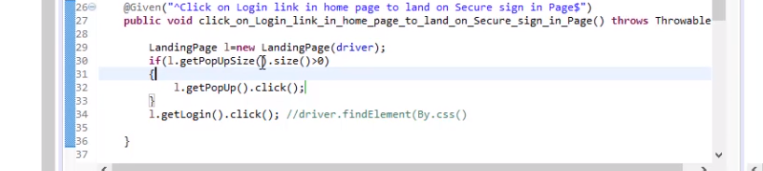 26 @Given("^Click on Login link in home page to land on Secure sign in Page$")
27 public void click_on_Login_link_in_home_page_to_land_on_Secure_sign_in_Page() throws Throwable
28
29 LandingPage l=new LandingPage(driver);
30 if(l.getPopUpSize().size()>0)
31 {
32 l.getPopUp().click();
33 }
34 l.getLogin().click(); //driver.findElement(By.css()
35
36 }
37